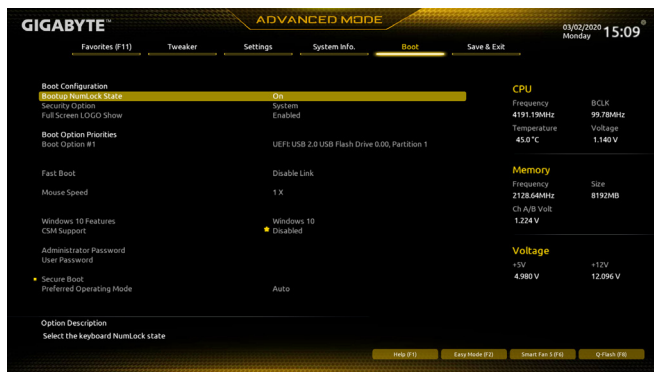 GIGABYTE™
ADVANCED MODE
03/02/2020
Monday
15:09
Favorites (F11)
Tweaker
Settings
System Info.
Boot
Save & Exit
Boot Configuration
Bootup NumLock State On
Security Option System
Full Screen LOGO Show Enabled
Boot Option Priorities
Boot Option #1 UEFI: USB 2.0 USB Flash Drive 0.00, Partition 1
Fast Boot Disable Link
Mouse Speed 1 X
Windows 10 Features Windows 10
CSM Support Disabled
Administrator Password
User Password
Secure Boot
Preferred Operating Mode Auto
CPU
Frequency BCLK
4191.19MHz 99.78MHz
Temperature Voltage
45.0 °C 1.140 V
Memory
Frequency Size
2128.64MHz 8192MB
Ch A/B Volt
1.224 V
Voltage
+5V +12V
4.980 V 12.096 V
Option Description
Select the keyboard NumLock state
Help (F1)
Easy Mode (F2)
Smart Fan 5 (F6)
Q-Flash (F8)